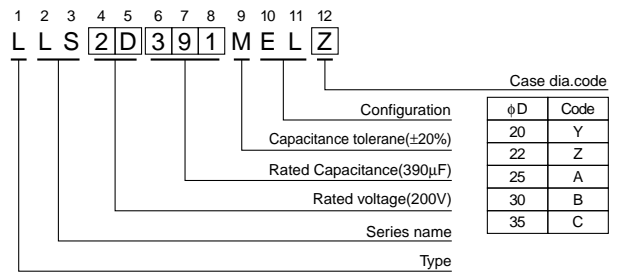 1 2 3 4 5 6 7 8 9 10 11 12
L L S 2 D 3 9 1 M E L Z
Case dia.code
Configuration
Capacitance tolerane(±20%)
Rated Capacitance(390μF)
Rated voltage(200V)
Series name
Type
ϕD Code
20 Y
22 Z
25 A
30 B
35 C